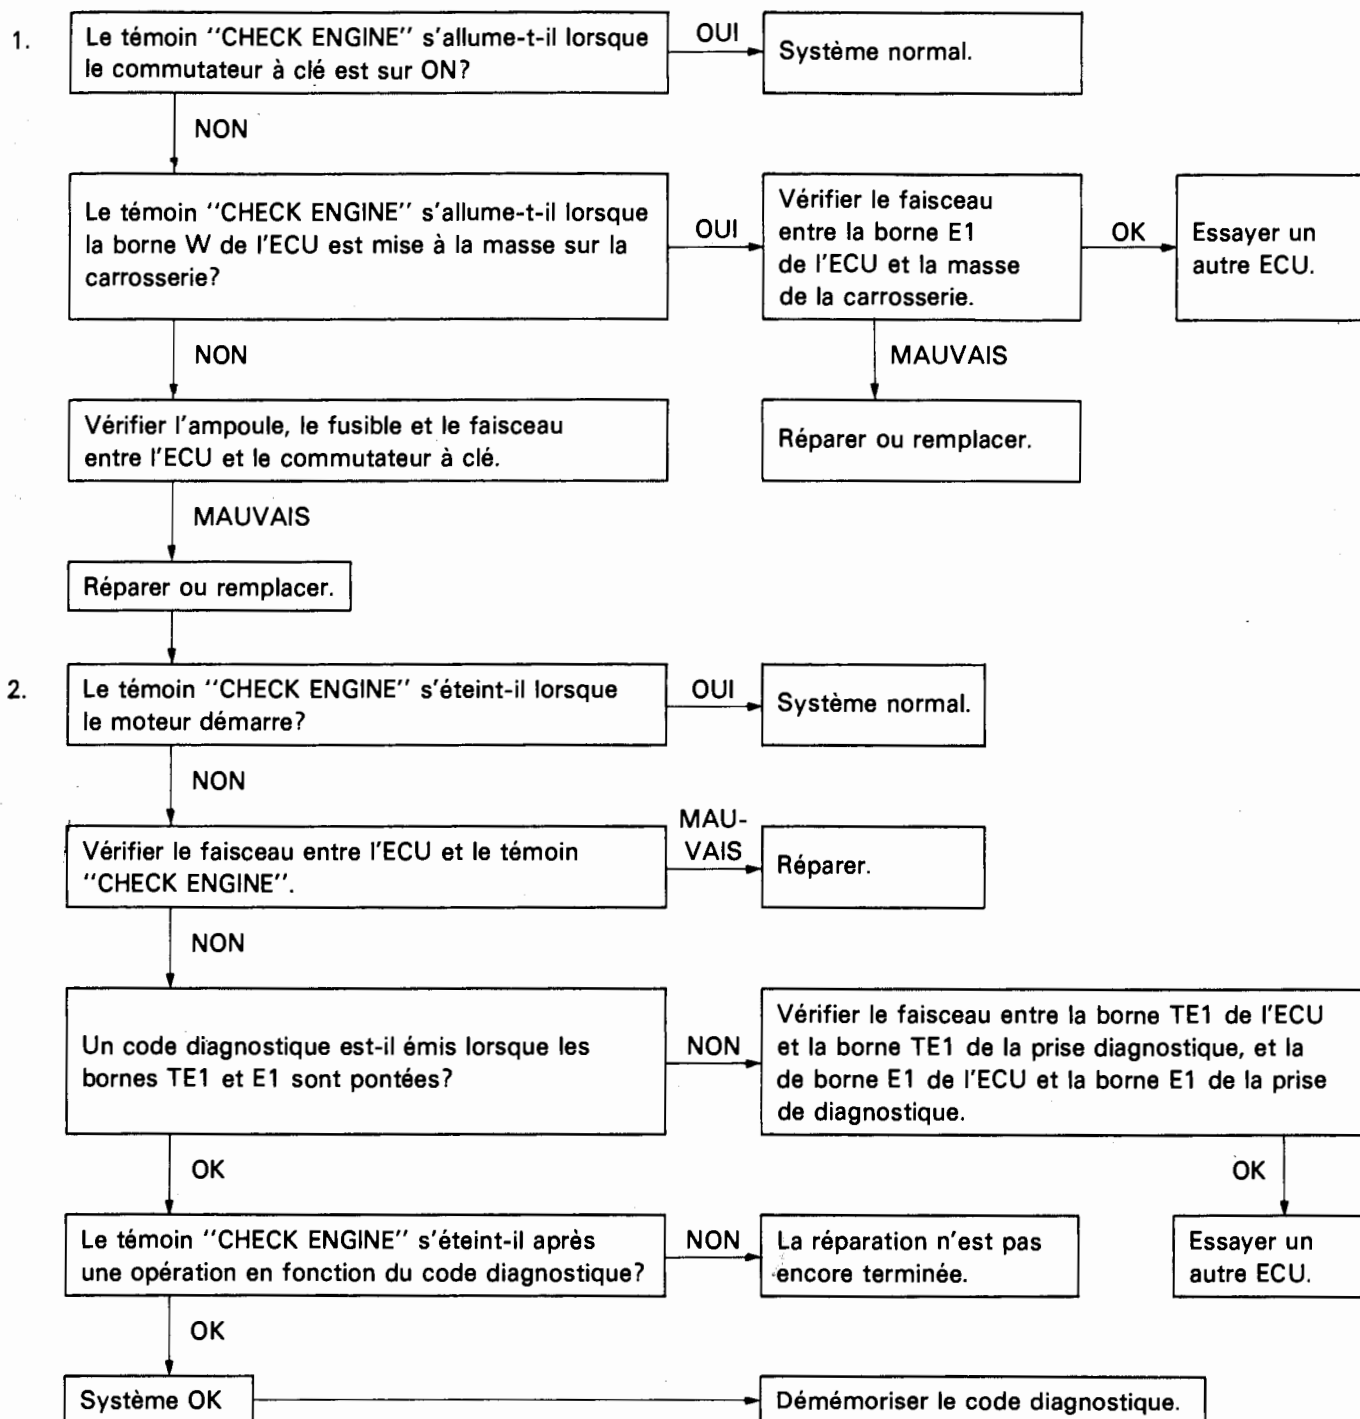 1.
Le témoin "CHECK ENGINE" s'allume-t-il lorsque
le commutateur à clé est sur ON?
OUI
Système normal.
NON
Le témoin "CHECK ENGINE" s'allume-t-il lorsque
la borne W de l'ECU est mise à la masse sur la
carrosserie?
OUI
Vérifier le faisceau
entre la borne E1
de l'ECU et la masse
de la carrosserie.
OK
Essayer un
autre ECU.
NON
MAUVAIS
Vérifier l'ampoule, le fusible et le faisceau
entre l'ECU et le commutateur à clé.
Réparer ou remplacer.
MAUVAIS
Réparer ou remplacer.
2.
Le témoin "CHECK ENGINE" s'éteint-il lorsque
le moteur démarre?
OUI
Système normal.
NON
Vérifier le faisceau entre l'ECU et le témoin
"CHECK ENGINE".
MAU-
VAIS
Réparer.
NON
Un code diagnostique est-il émis lorsque les
bornes TE1 et E1 sont pontées?
NON
Vérifier le faisceau entre la borne TE1 de l'ECU
et la borne TE1 de la prise diagnostique, et la
de borne E1 de l'ECU et la borne E1 de la prise
de diagnostique.
OK
OK
Le témoin "CHECK ENGINE" s'éteint-il après
une opération en fonction du code diagnostique?
NON
La réparation n'est pas
encore terminée.
Essayer un
autre ECU.
OK
Système OK
Démémoriser le code diagnostique.